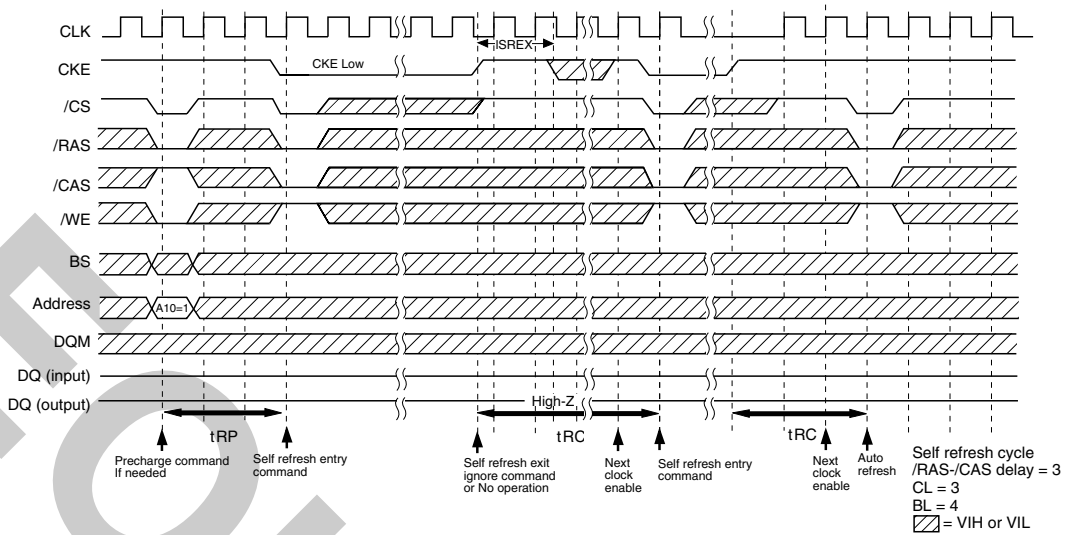 CLK
ISREX
CKE
CKE Low
/CS
/RAS
/CAS
/WE
BS
Address
A10=1
DQM
DQ (input)
DQ (output)
High-Z
tRP
tRC
tRC
Precharge command
If needed
Self refresh entry
command
Self refresh exit
ignore command
or No operation
Next
clock
enable
Self refresh entry
command
Next
clock
enable
Auto
refresh
Self refresh cycle
/RAS-/CAS delay = 3
CL = 3
BL = 4
= VIH or VIL